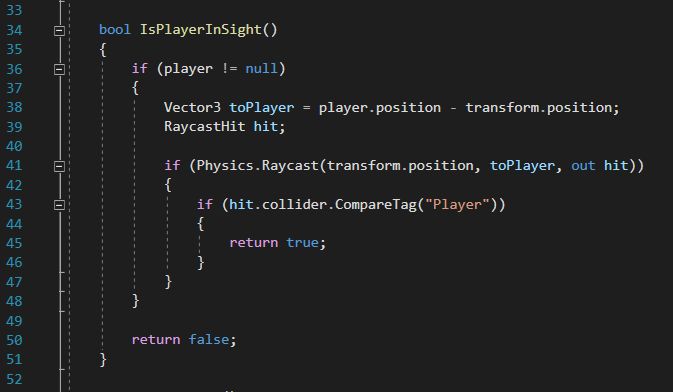 33
34 bool IsPlayerInSight()
35 {
36 if (player != null)
37 {
38 Vector3 toPlayer = player.position - transform.position;
39 RaycastHit hit;
40
41 if (Physics.Raycast(transform.position, toPlayer, out hit))
42 {
43 if (hit.collider.CompareTag("Player"))
44 {
45 return true;
46 }
47 }
48 }
49
50 return false;
51 }
52